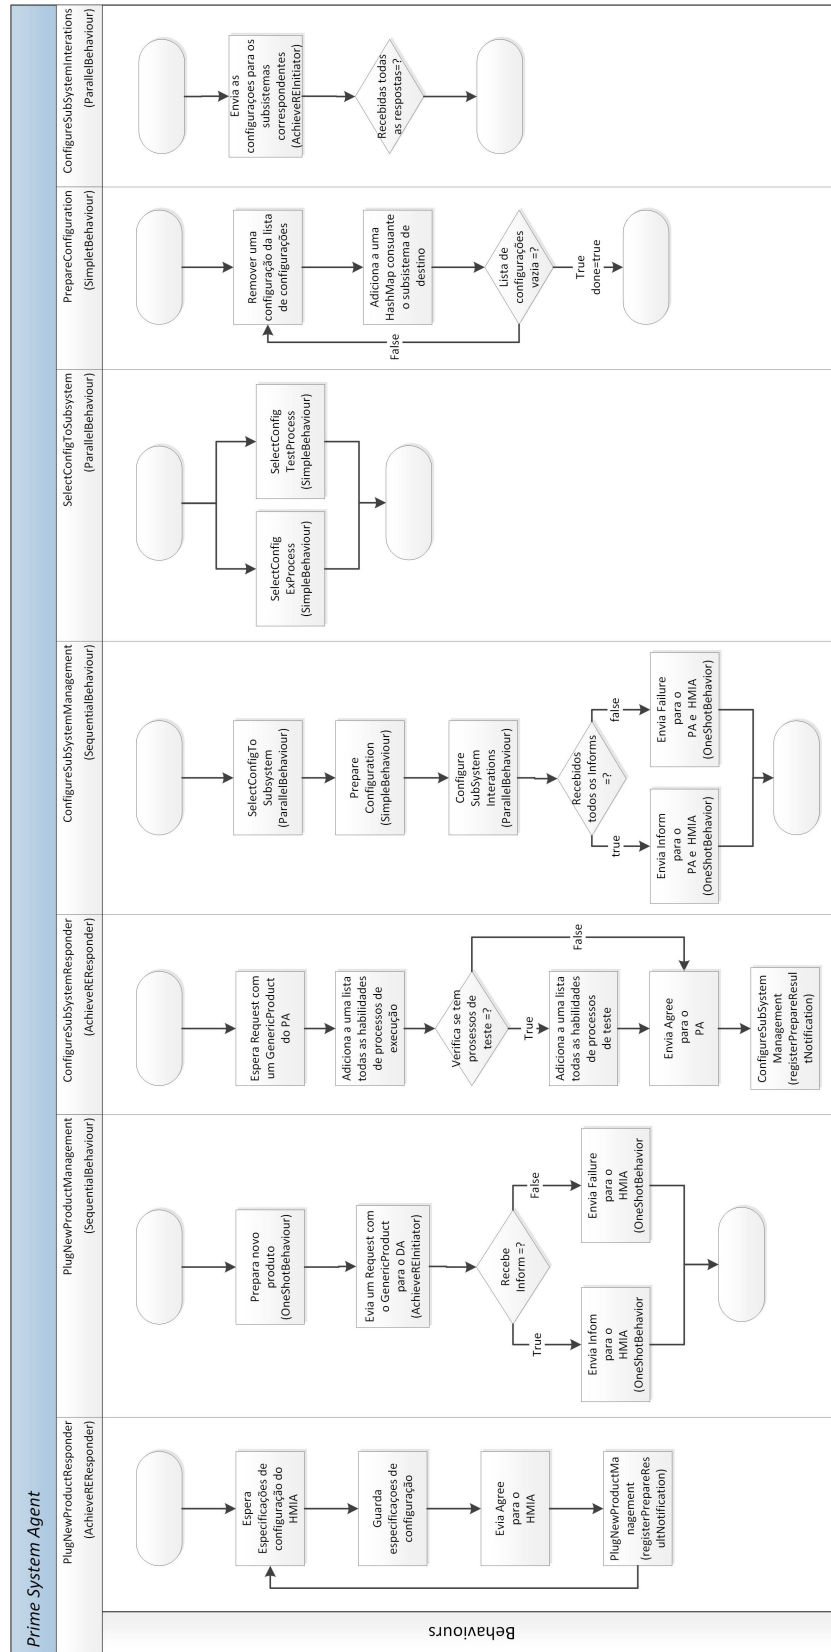 Prime System Agent
Behaviours
PlugNewProductResponder
(AchieveREResponder)
Espera
Especificações de
configuração do
HMIA
Guarda
especificaçoes de
configuração
Evia Agree
para o
HMIA
PlugNewProductMa
nagement
(registerPrepareRes
ultNotification)
PlugNewProductManagement
(SequentialBehaviour)
Prepara novo
produto
(OneShotBehaviour)
Evia um Request com
o GenericProduct
para o DA
(AchieveREInitiator)
Recebe
Inform =?
True
False
Envia Infom
para o
HMIA
(OneShotBehavior
Envia Failure
para o
HMIA
(OneShotBehavior
ConfigureSubSystemResponder
(AchieveREResponder)
Espera Request com
um GenericProduct
do PA
Adiciona a uma lista
todas as habilidades
de processos de
execução
Verifica se tem
prosessos de
teste =?
True
False
Adiciona a uma lista
todas as habilidades
de processos
de teste
Envia Agree
para o
PA
ConfigureSubSystem
Management
(registerPrepareResul
tNotification)
ConfigureSubSystemManagement
(SequentialBehaviour)
SelectConfigTo
Subsystem
(ParallelBehaviour)
Prepare
Configuration
(SimpleBehaviour)
Configure
SubSystem
Interations
(ParallelBehaviour)
Recebidos
todos os Informs
=?
true
false
Envia Inform
para o
PA e HMIA
(OneShotBehavior)
Envia Failure
para o
PA e HMIA
(OneShotBehavior)
SelectConfigToSubsystem
(ParallelBehaviour)
SelectConfig
ExProcess
(SimpleBehaviour)
SelectConfig
TestProcess
(SimpleBehaviour)
PrepareConfiguration
(SimpletBehaviour)
Remover uma
configuração da lista
de configurações
Adiciona a uma
HashMap consuante
o subsistema de
destino
Lista de
configurações
vazia =?
False
True
done=true
ConfigureSubSystemInterations
(ParallelBehaviour)
Envia as
configuraçoes para os
subsistemas
correspondentes
(AchieveREInitiator)
Recebidas todas
as respostas=?